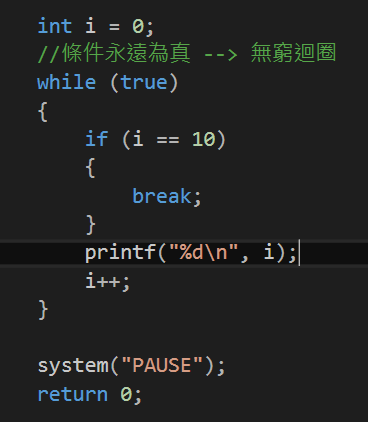 int i = 0;
//條件永遠為真 --> 無窮迴圈
while (true)
{
    if (i == 10)
    {
        break;
    }
    printf("%d\n", i);
    i++;
}

system("PAUSE");
return 0;